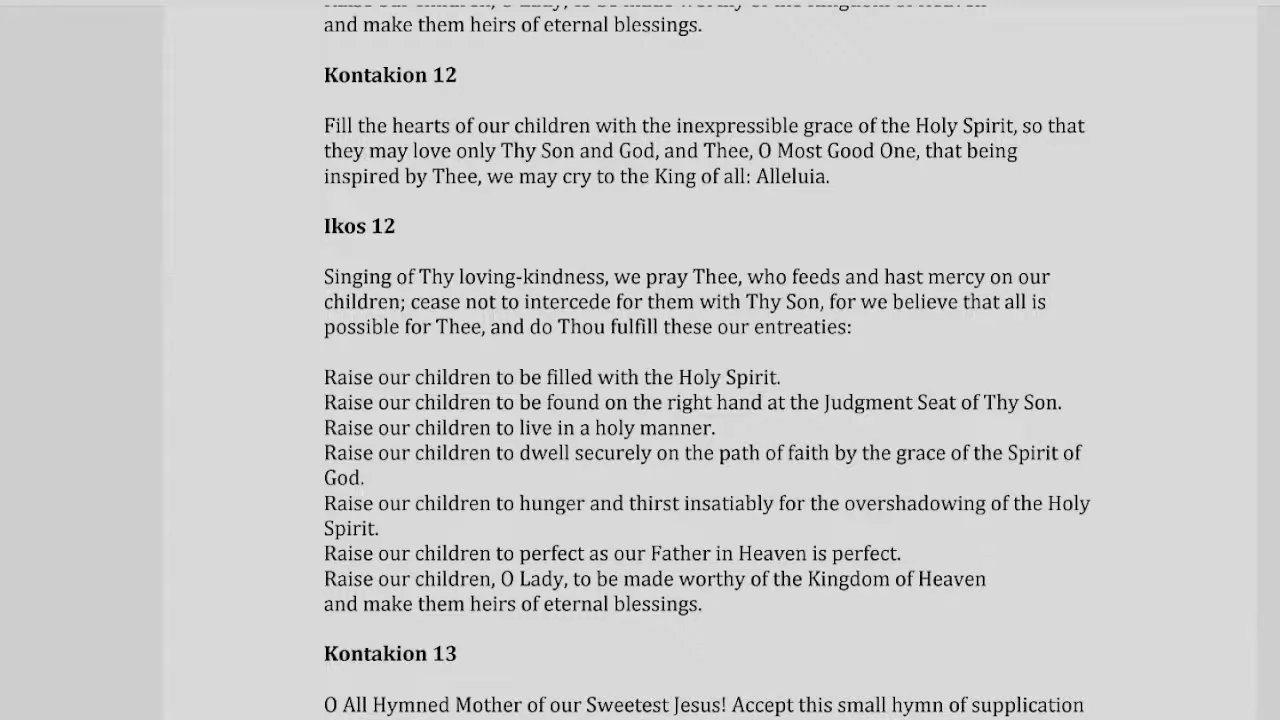 and make them heirs of eternal blessings.
Kontakion 12
Fill the hearts of our children with the inexpressible grace of the Holy Spirit, so that
they may love only Thy Son and God, and Thee, O Most Good One, that being
inspired by Thee, we may cry to the King of all: Alleluia.
Ikos 12
Singing of Thy loving-kindness, we pray Thee, who feeds and hast mercy on our
children; cease not to intercede for them with Thy Son, for we believe that all is
possible for Thee, and do Thou fulfill these our entreaties:
Raise our children to be filled with the Holy Spirit.
Raise our children to be found on the right hand at the Judgment Seat of Thy Son.
Raise our children to live in a holy manner.
Raise our children to dwell securely on the path of faith by the grace of the Spirit of
God.
Raise our children to hunger and thirst insatiably for the overshadowing of the Holy
Spirit.
Raise our children to perfect as our Father in Heaven is perfect.
Raise our children, O Lady, to be made worthy of the Kingdom of Heaven
and make them heirs of eternal blessings.
Kontakion 13
O All Hymned Mother of our Sweetest Jesus! Accept this small hymn of supplication